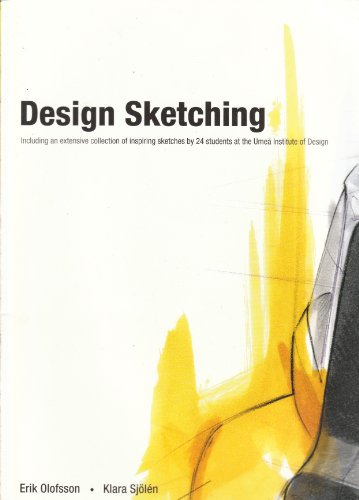 Design Sketching
Including an extensive collection of inspiring sketches by 24 students at the Umeå Institute of Design
Erik Olofsson • Klara Sjölén